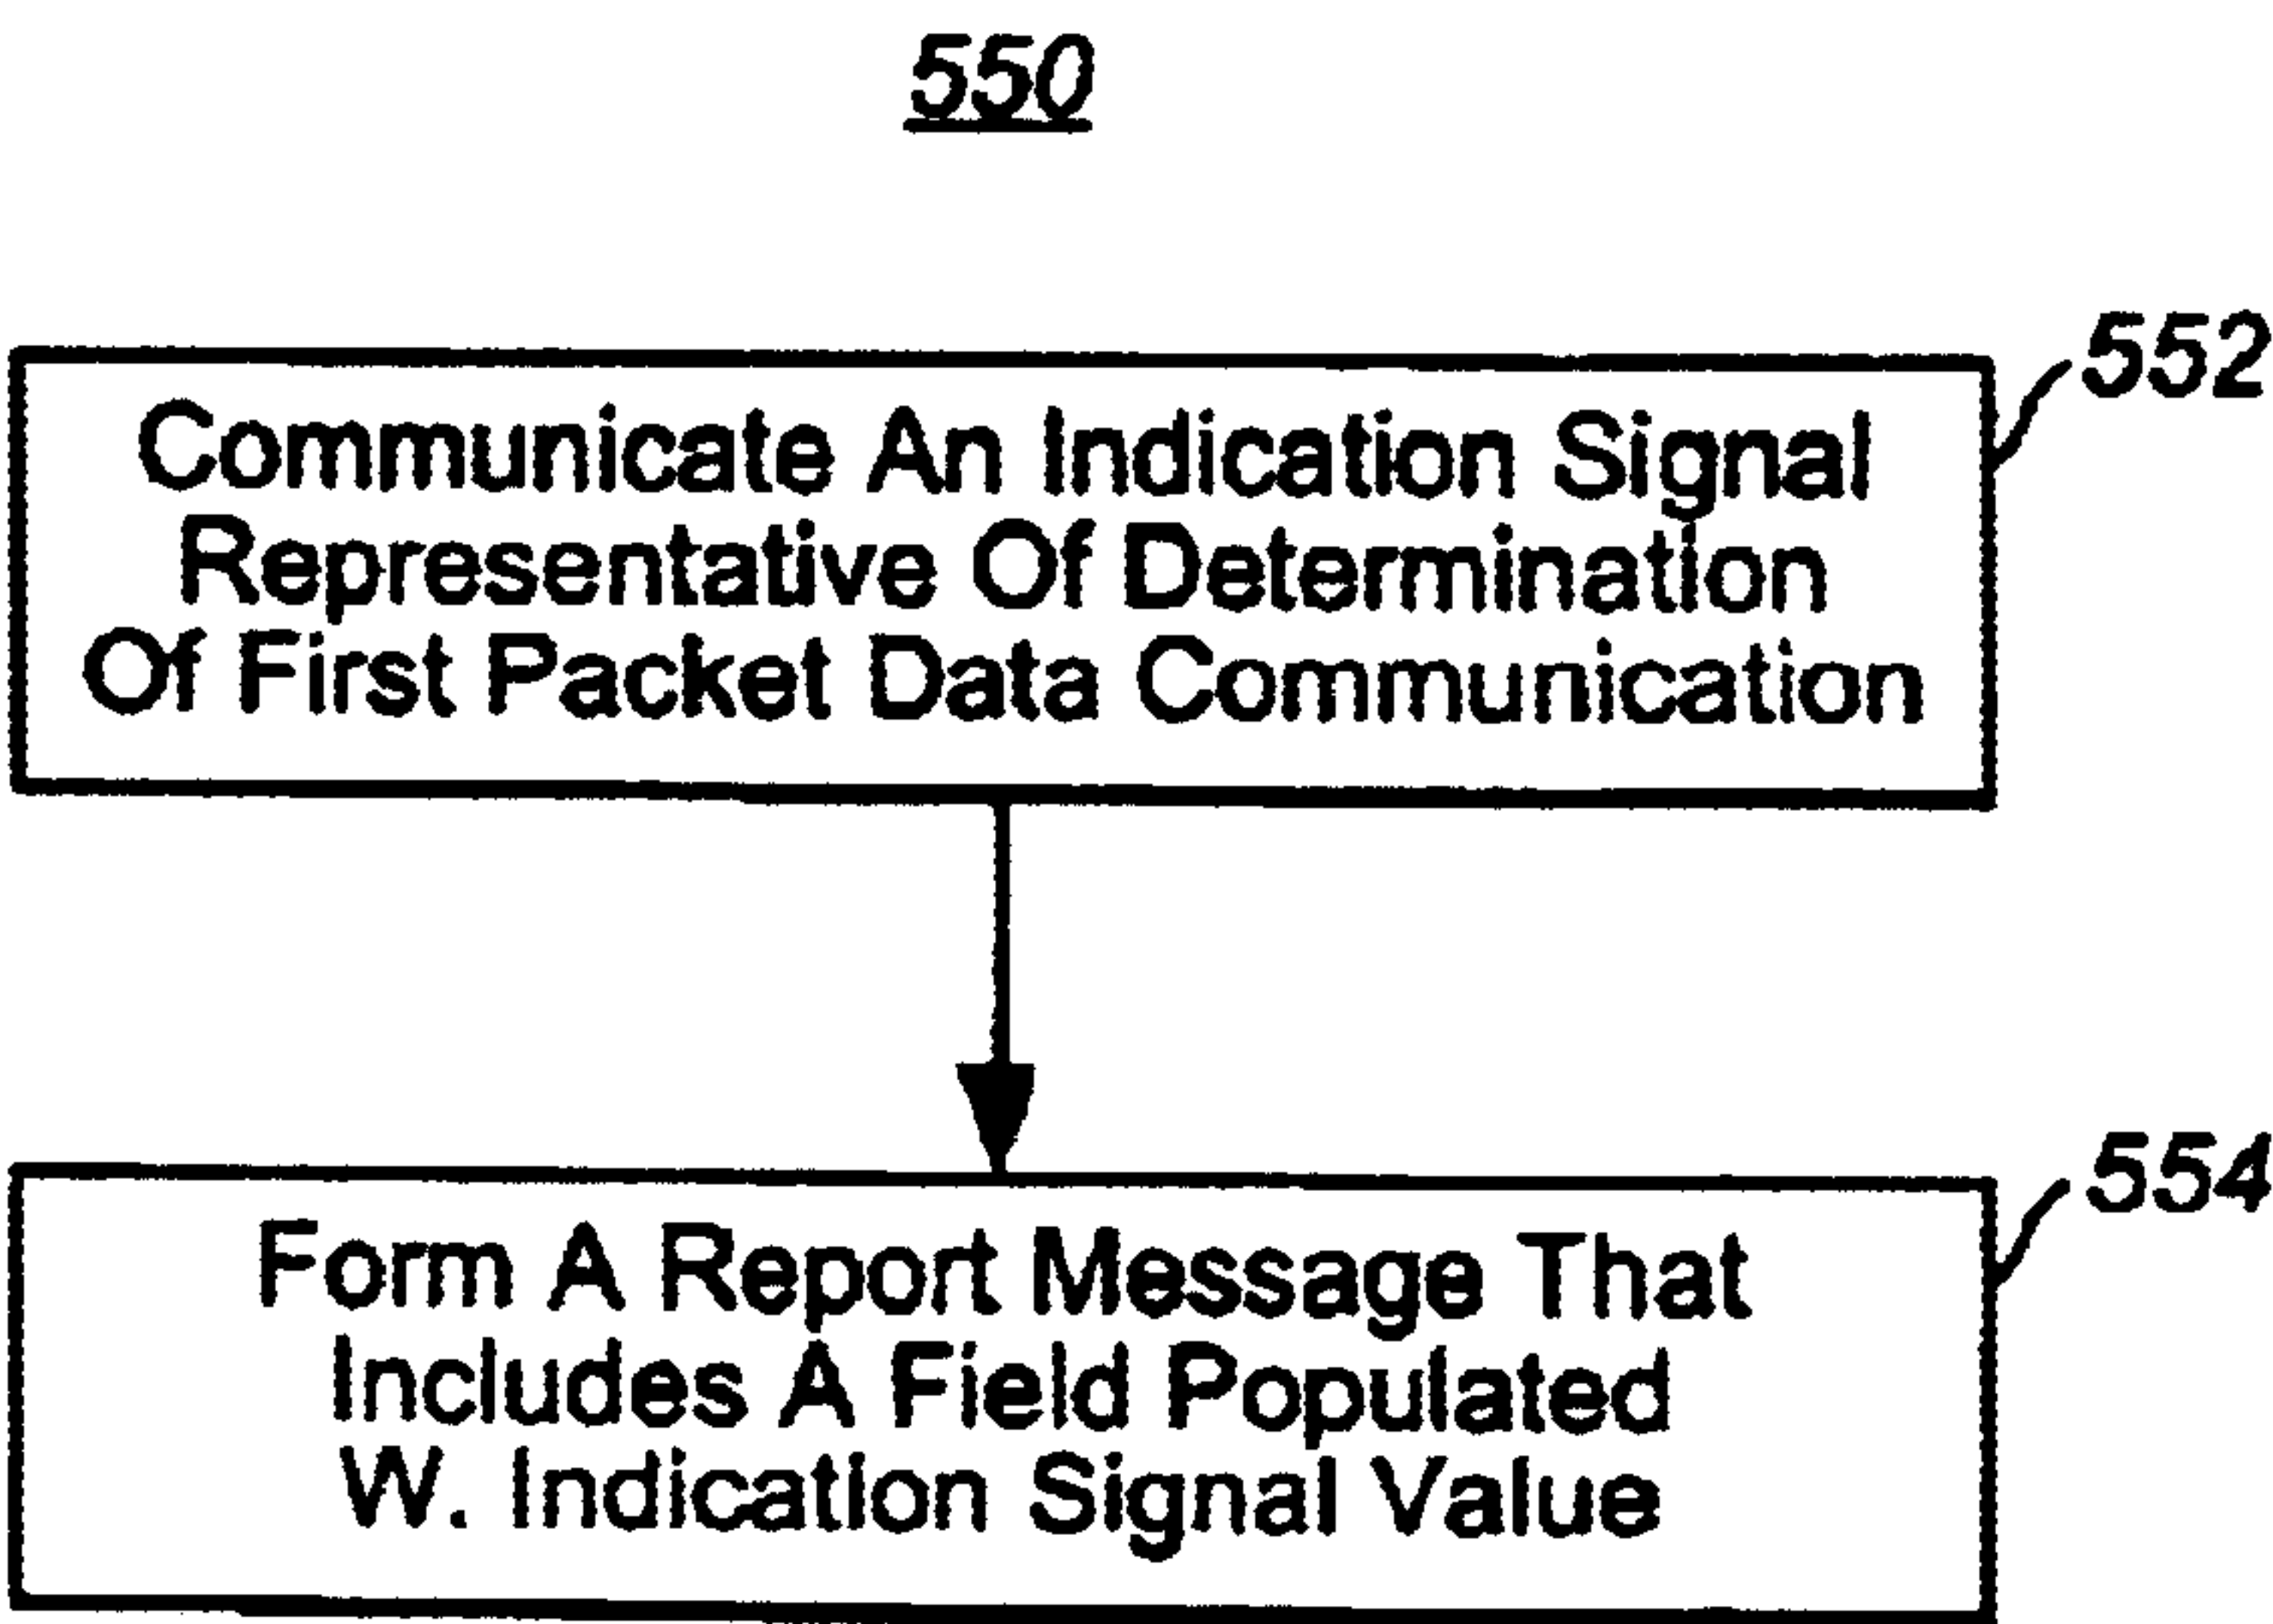 550
552
Communicate An Indication Signal
Representative Of Determination
Of First Packet Data Communication
554
Form A Report Message That
Includes A Field Populated
W. Indication Signal Value